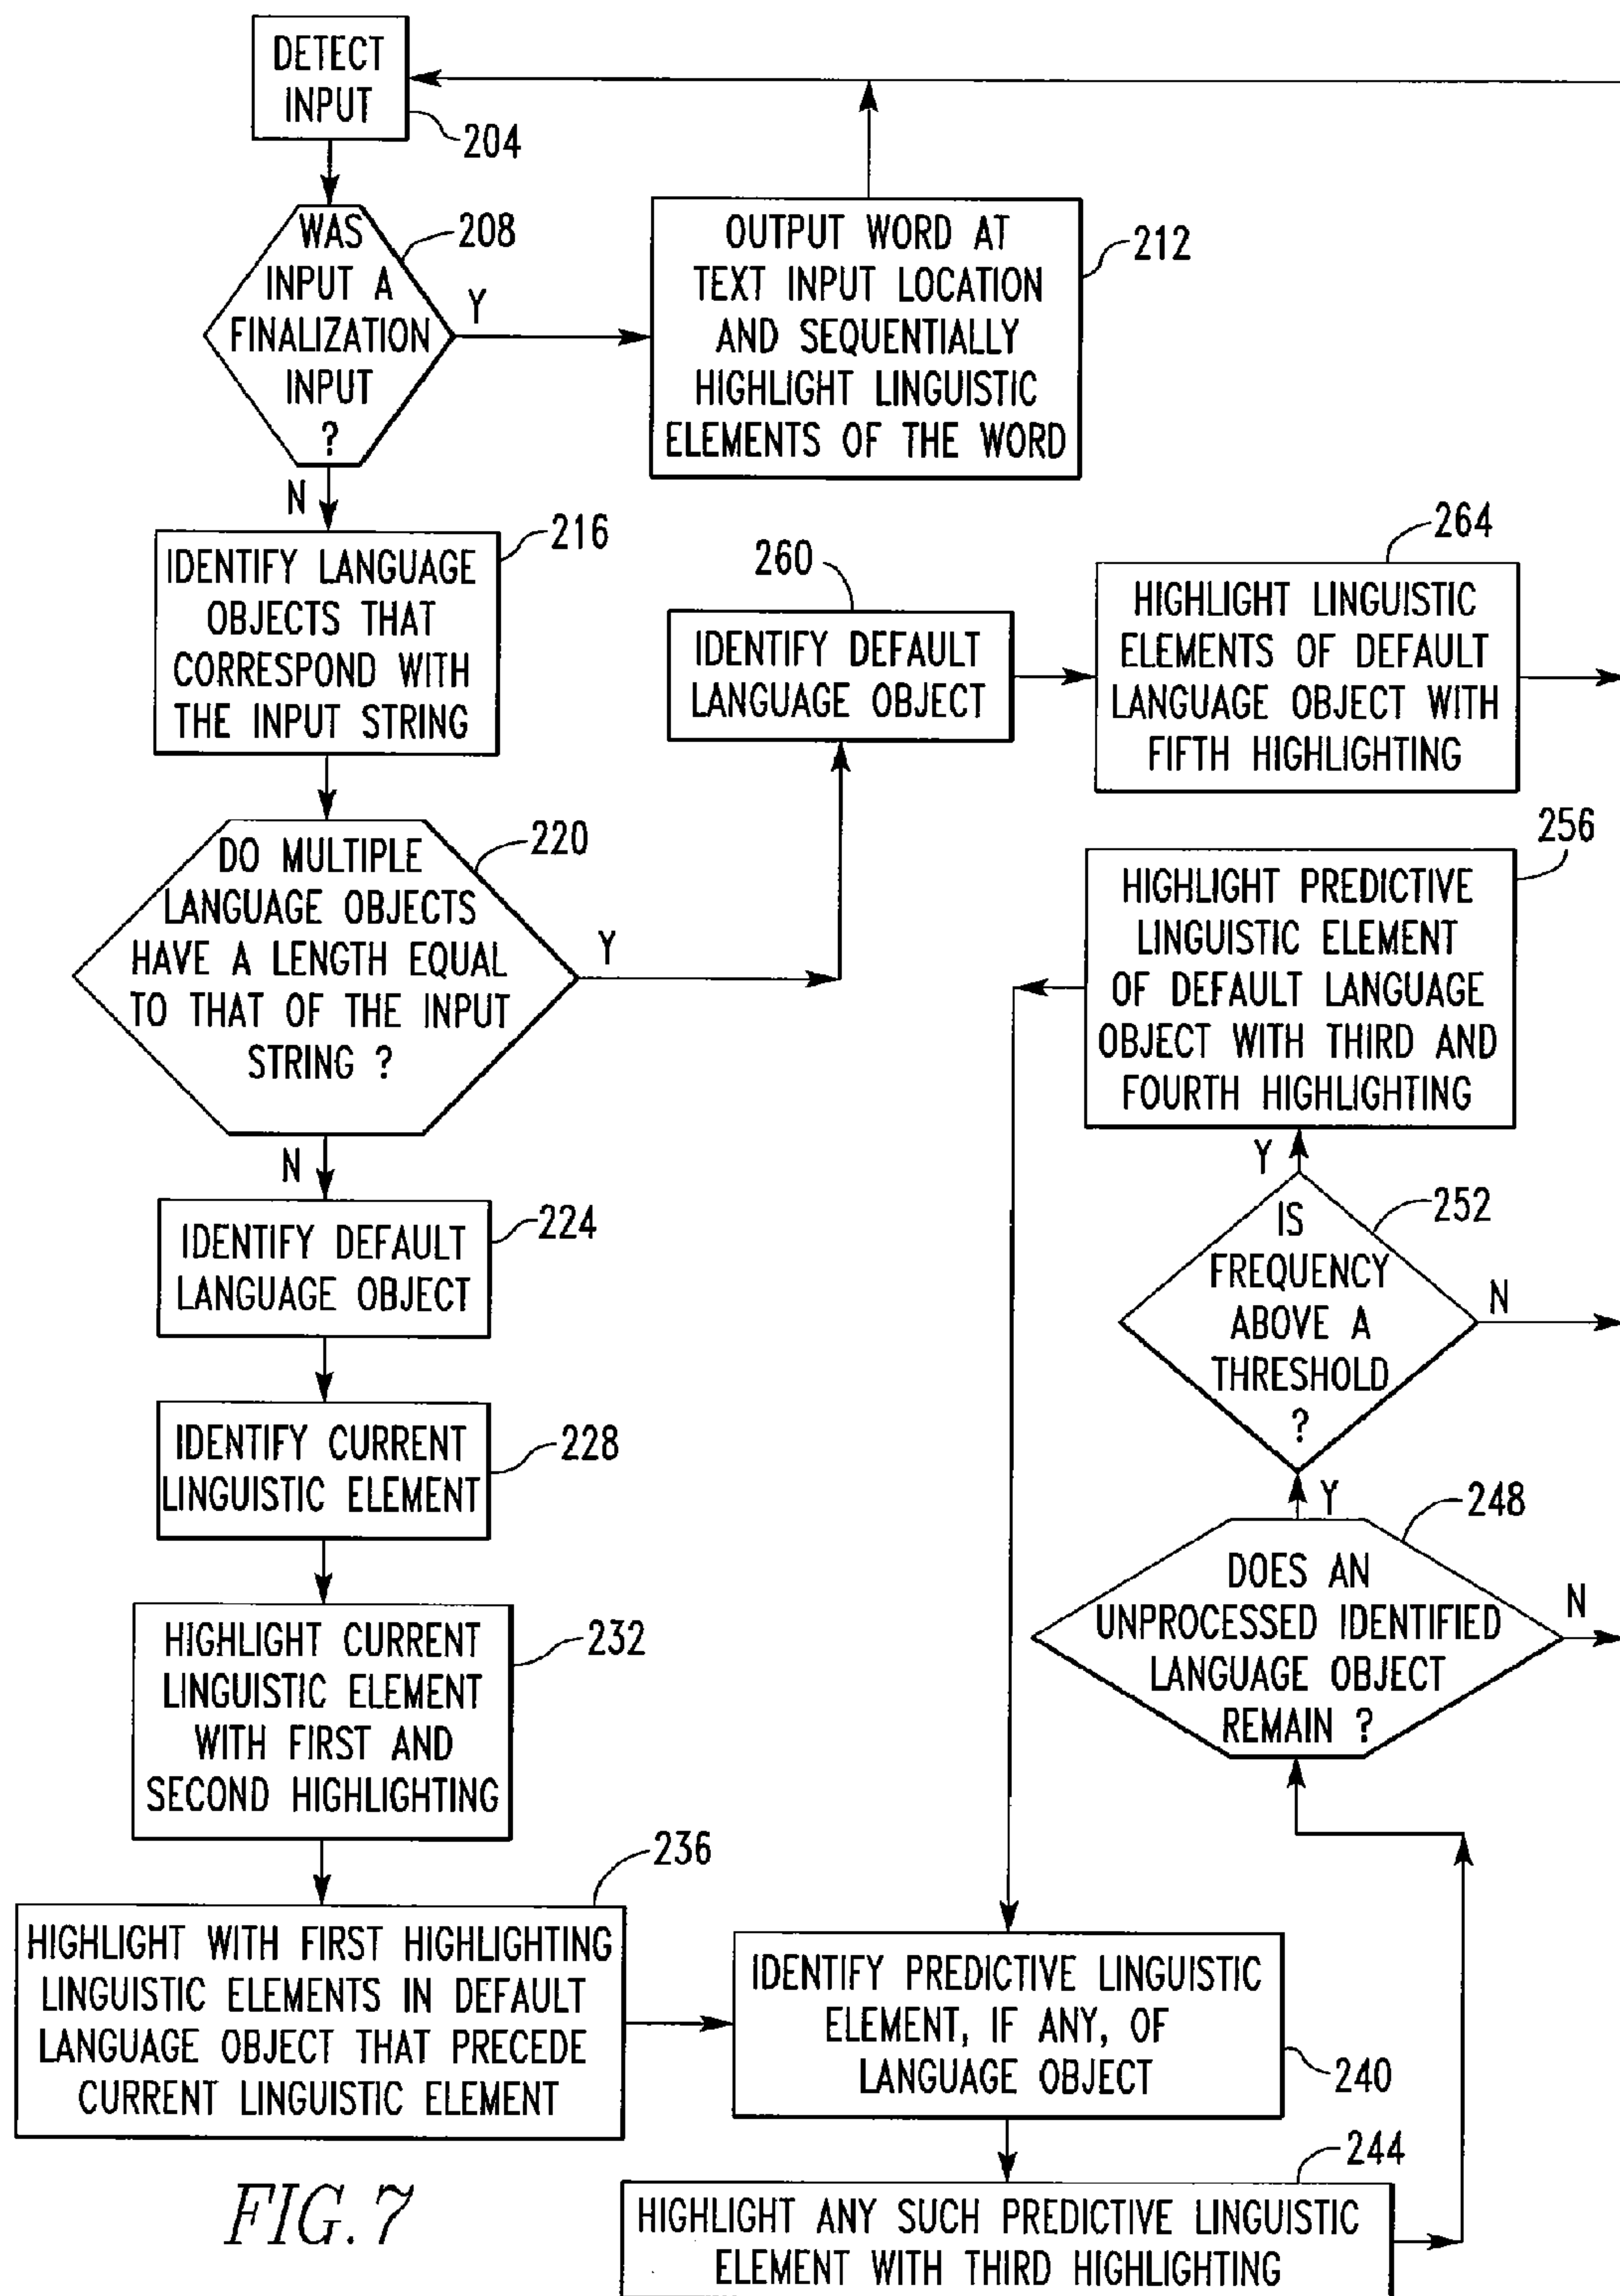 DETECT
INPUT
204
WAS
INPUT A
FINALIZATION
INPUT
?
208
Y
N
OUTPUT WORD AT
TEXT INPUT LOCATION
AND SEQUENTIALLY
HIGHLIGHT LINGUISTIC
ELEMENTS OF THE WORD
212
IDENTIFY LANGUAGE
OBJECTS THAT
CORRESPOND WITH
THE INPUT STRING
216
260
IDENTIFY DEFAULT
LANGUAGE OBJECT
264
HIGHLIGHT LINGUISTIC
ELEMENTS OF DEFAULT
LANGUAGE OBJECT WITH
FIFTH HIGHLIGHTING
DO MULTIPLE
LANGUAGE OBJECTS
HAVE A LENGTH EQUAL
TO THAT OF THE INPUT
STRING ?
220
Y
N
256
HIGHLIGHT PREDICTIVE
LINGUISTIC ELEMENT
OF DEFAULT LANGUAGE
OBJECT WITH THIRD AND
FOURTH HIGHLIGHTING
Y
IDENTIFY DEFAULT
LANGUAGE OBJECT
224
IS
FREQUENCY
ABOVE A
THRESHOLD
?
252
N
Y
IDENTIFY CURRENT
LINGUISTIC ELEMENT
228
248
DOES AN
UNPROCESSED IDENTIFIED
LANGUAGE OBJECT
REMAIN ?
N
HIGHLIGHT CURRENT
LINGUISTIC ELEMENT
WITH FIRST AND
SECOND HIGHLIGHTING
232
236
HIGHLIGHT WITH FIRST HIGHLIGHTING
LINGUISTIC ELEMENTS IN DEFAULT
LANGUAGE OBJECT THAT PRECEDE
CURRENT LINGUISTIC ELEMENT
IDENTIFY PREDICTIVE LINGUISTIC
ELEMENT, IF ANY, OF
LANGUAGE OBJECT
240
244
HIGHLIGHT ANY SUCH PREDICTIVE LINGUISTIC
ELEMENT WITH THIRD HIGHLIGHTING
FIG. 7